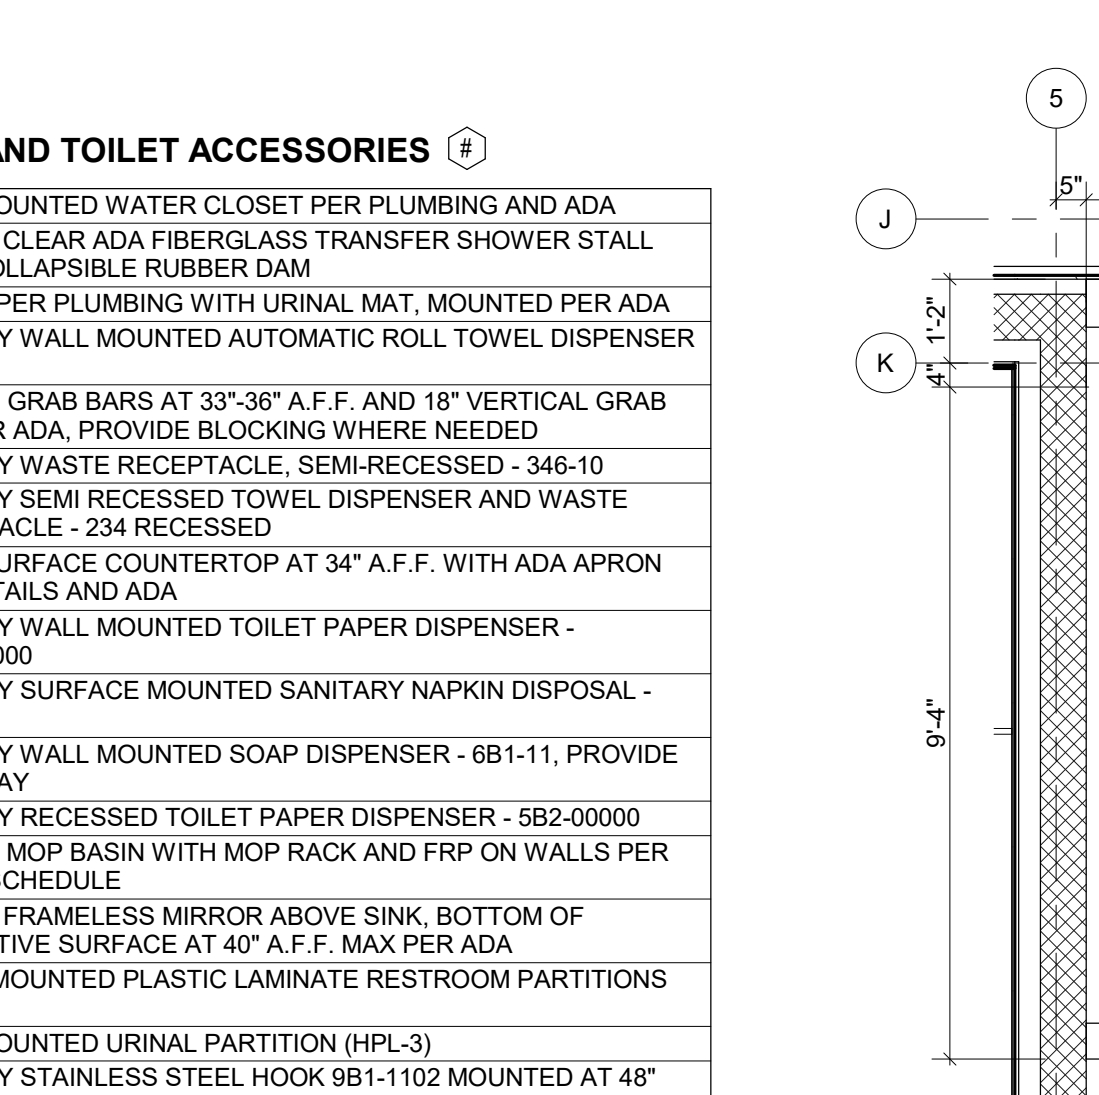 AND TOILET ACCESSORIES #
OUNTED WATER CLOSET PER PLUMBING AND ADA
CLEAR ADA FIBERGLASS TRANSFER SHOWER STALL
OLLAPSIBLE RUBBER DAM
PER PLUMBING WITH URINAL MAT, MOUNTED PER ADA
Y WALL MOUNTED AUTOMATIC ROLL TOWEL DISPENSER
GRAB BARS AT 33"-36" A.F.F. AND 18" VERTICAL GRAB
R ADA, PROVIDE BLOCKING WHERE NEEDED
Y WASTE RECEPTACLE, SEMI-RECESSED - 346-10
Y SEMI RECESSED TOWEL DISPENSER AND WASTE
ACLE - 234 RECESSED
URFACE COUNTERTOP AT 34" A.F.F. WITH ADA APRON
TAILS AND ADA
Y WALL MOUNTED TOILET PAPER DISPENSER -
000
Y SURFACE MOUNTED SANITARY NAPKIN DISPOSAL -
Y WALL MOUNTED SOAP DISPENSER - 6B1-11, PROVIDE
AY
Y RECESSED TOILET PAPER DISPENSER - 5B2-00000
MOP BASIN WITH MOP RACK AND FRP ON WALLS PER
SCHEDULE
FRAMELESS MIRROR ABOVE SINK, BOTTOM OF
TIVE SURFACE AT 40" A.F.F. MAX PER ADA
MOUNTED PLASTIC LAMINATE RESTROOM PARTITIONS
OUNTED URINAL PARTITION (HPL-3)
Y STAINLESS STEEL HOOK 9B1-1102 MOUNTED AT 48"
5
5"
J
1'-2"
K
4"
9'-4"